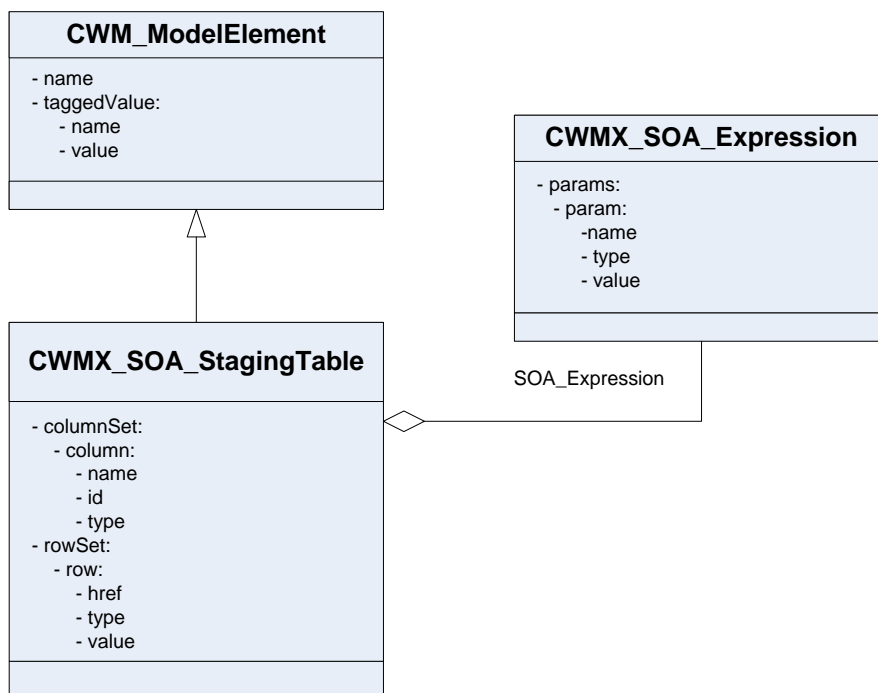 CWM_ModelElement
- name
- taggedValue:
- name
- value
CWMX_SOA_Expression
- params:
- param:
-name
- type
- value
SOA_Expression
CWMX_SOA_StagingTable
- columnSet:
- column:
- name
- id
- type
- rowSet:
- row:
- href
- type
- value